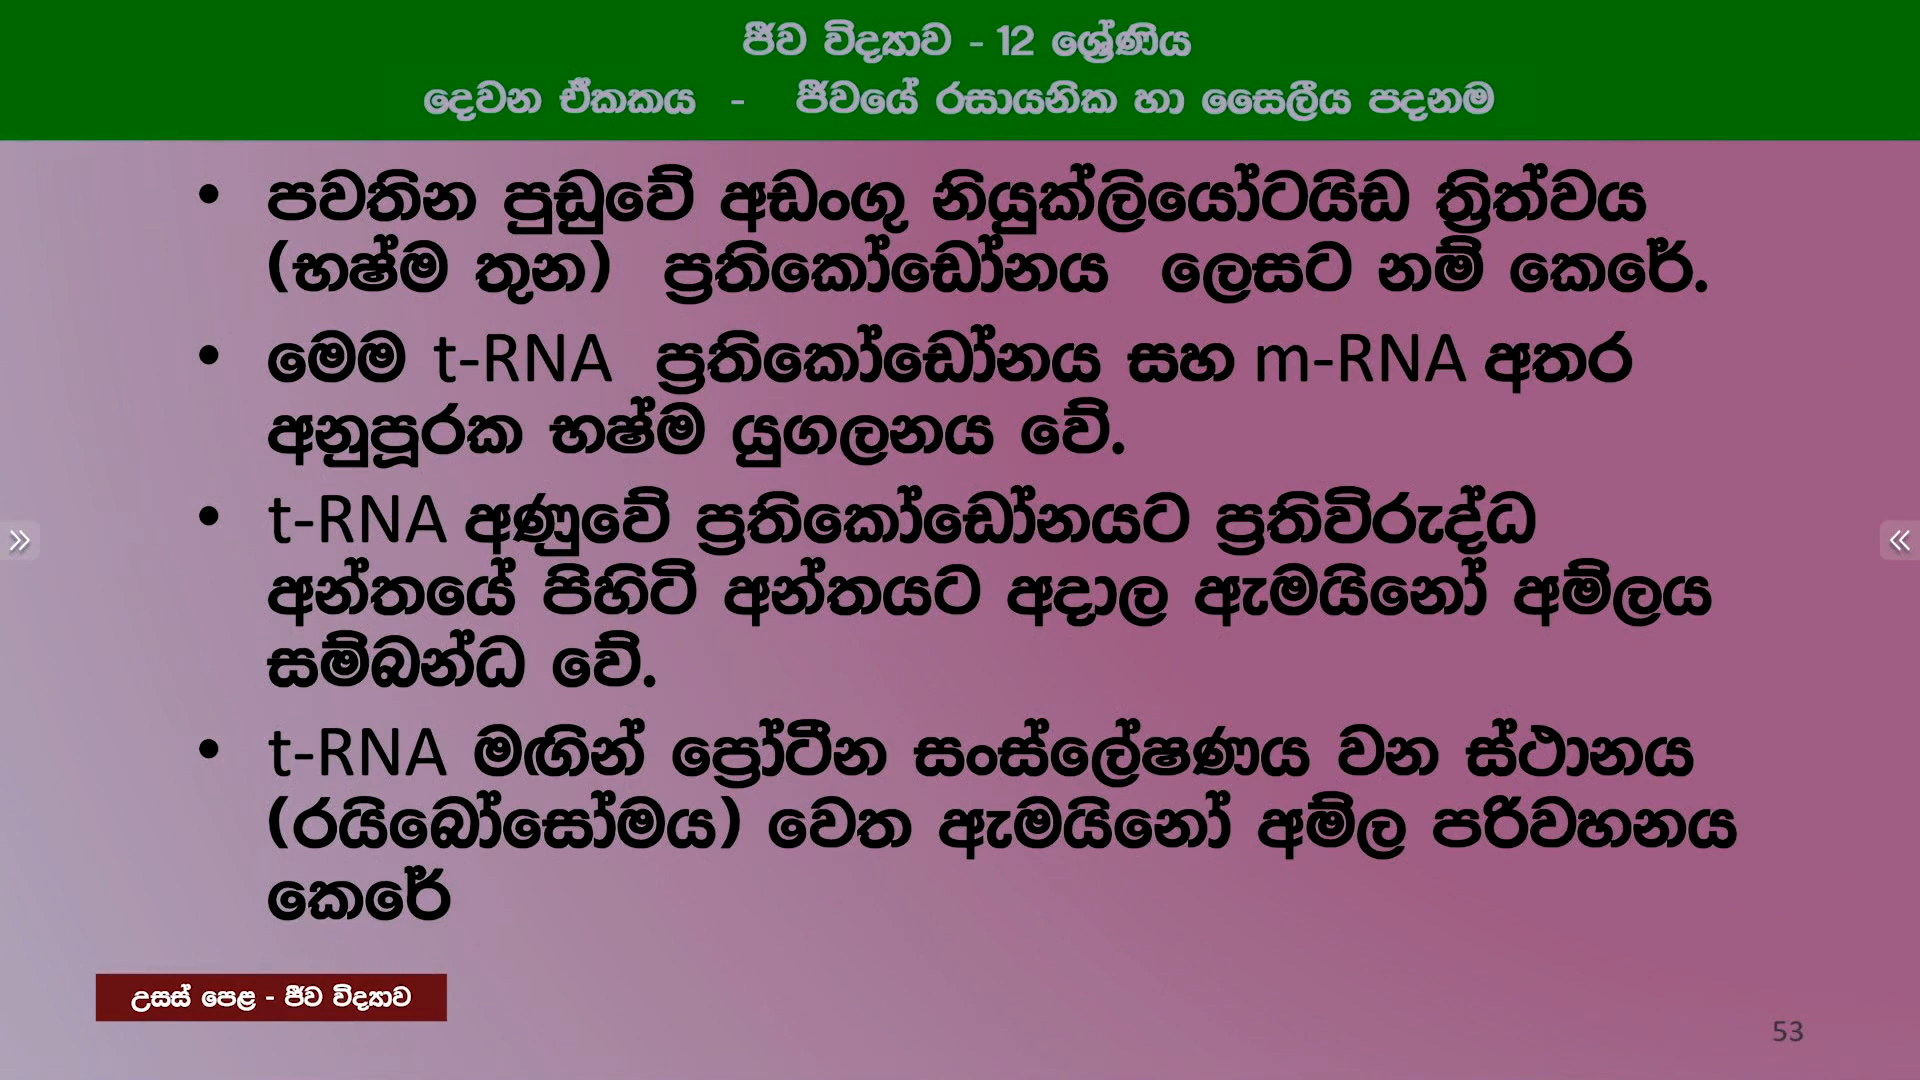 ජීව විද්‍යාව - 12 ශ්‍රේණිය
දෙවන ඒකකය - ජීවයේ රසායනික හා සෛලීය පදනම
• පවතින පුඩුවේ අඩංගු නියුක්ලියෝටයිඩ ත්‍රිත්වය
(භෂ්ම තුන) ප්‍රතිකෝඩෝනය ලෙසට නම් කෙරේ.
• මෙම t-RNA ප්‍රතිකෝඩෝනය සහ m-RNA අතර
අනුපූරක භෂ්ම යුගලනය වේ.
• t-RNA අණුවේ ප්‍රතිකෝඩෝනයට ප්‍රතිවිරුද්ධ
අන්තයේ පිහිටි අන්තයට අදාල ඇමයිනෝ අම්ලය
සම්බන්ධ වේ.
• t-RNA මඟින් ප්‍රෝටීන සංස්ලේෂණය වන ස්ථානය
(රයිබෝසෝමය) වෙත ඇමයිනෝ අම්ල පරිවහනය
කෙරේ
උසස් පෙළ - ජීව විද්‍යාව
53